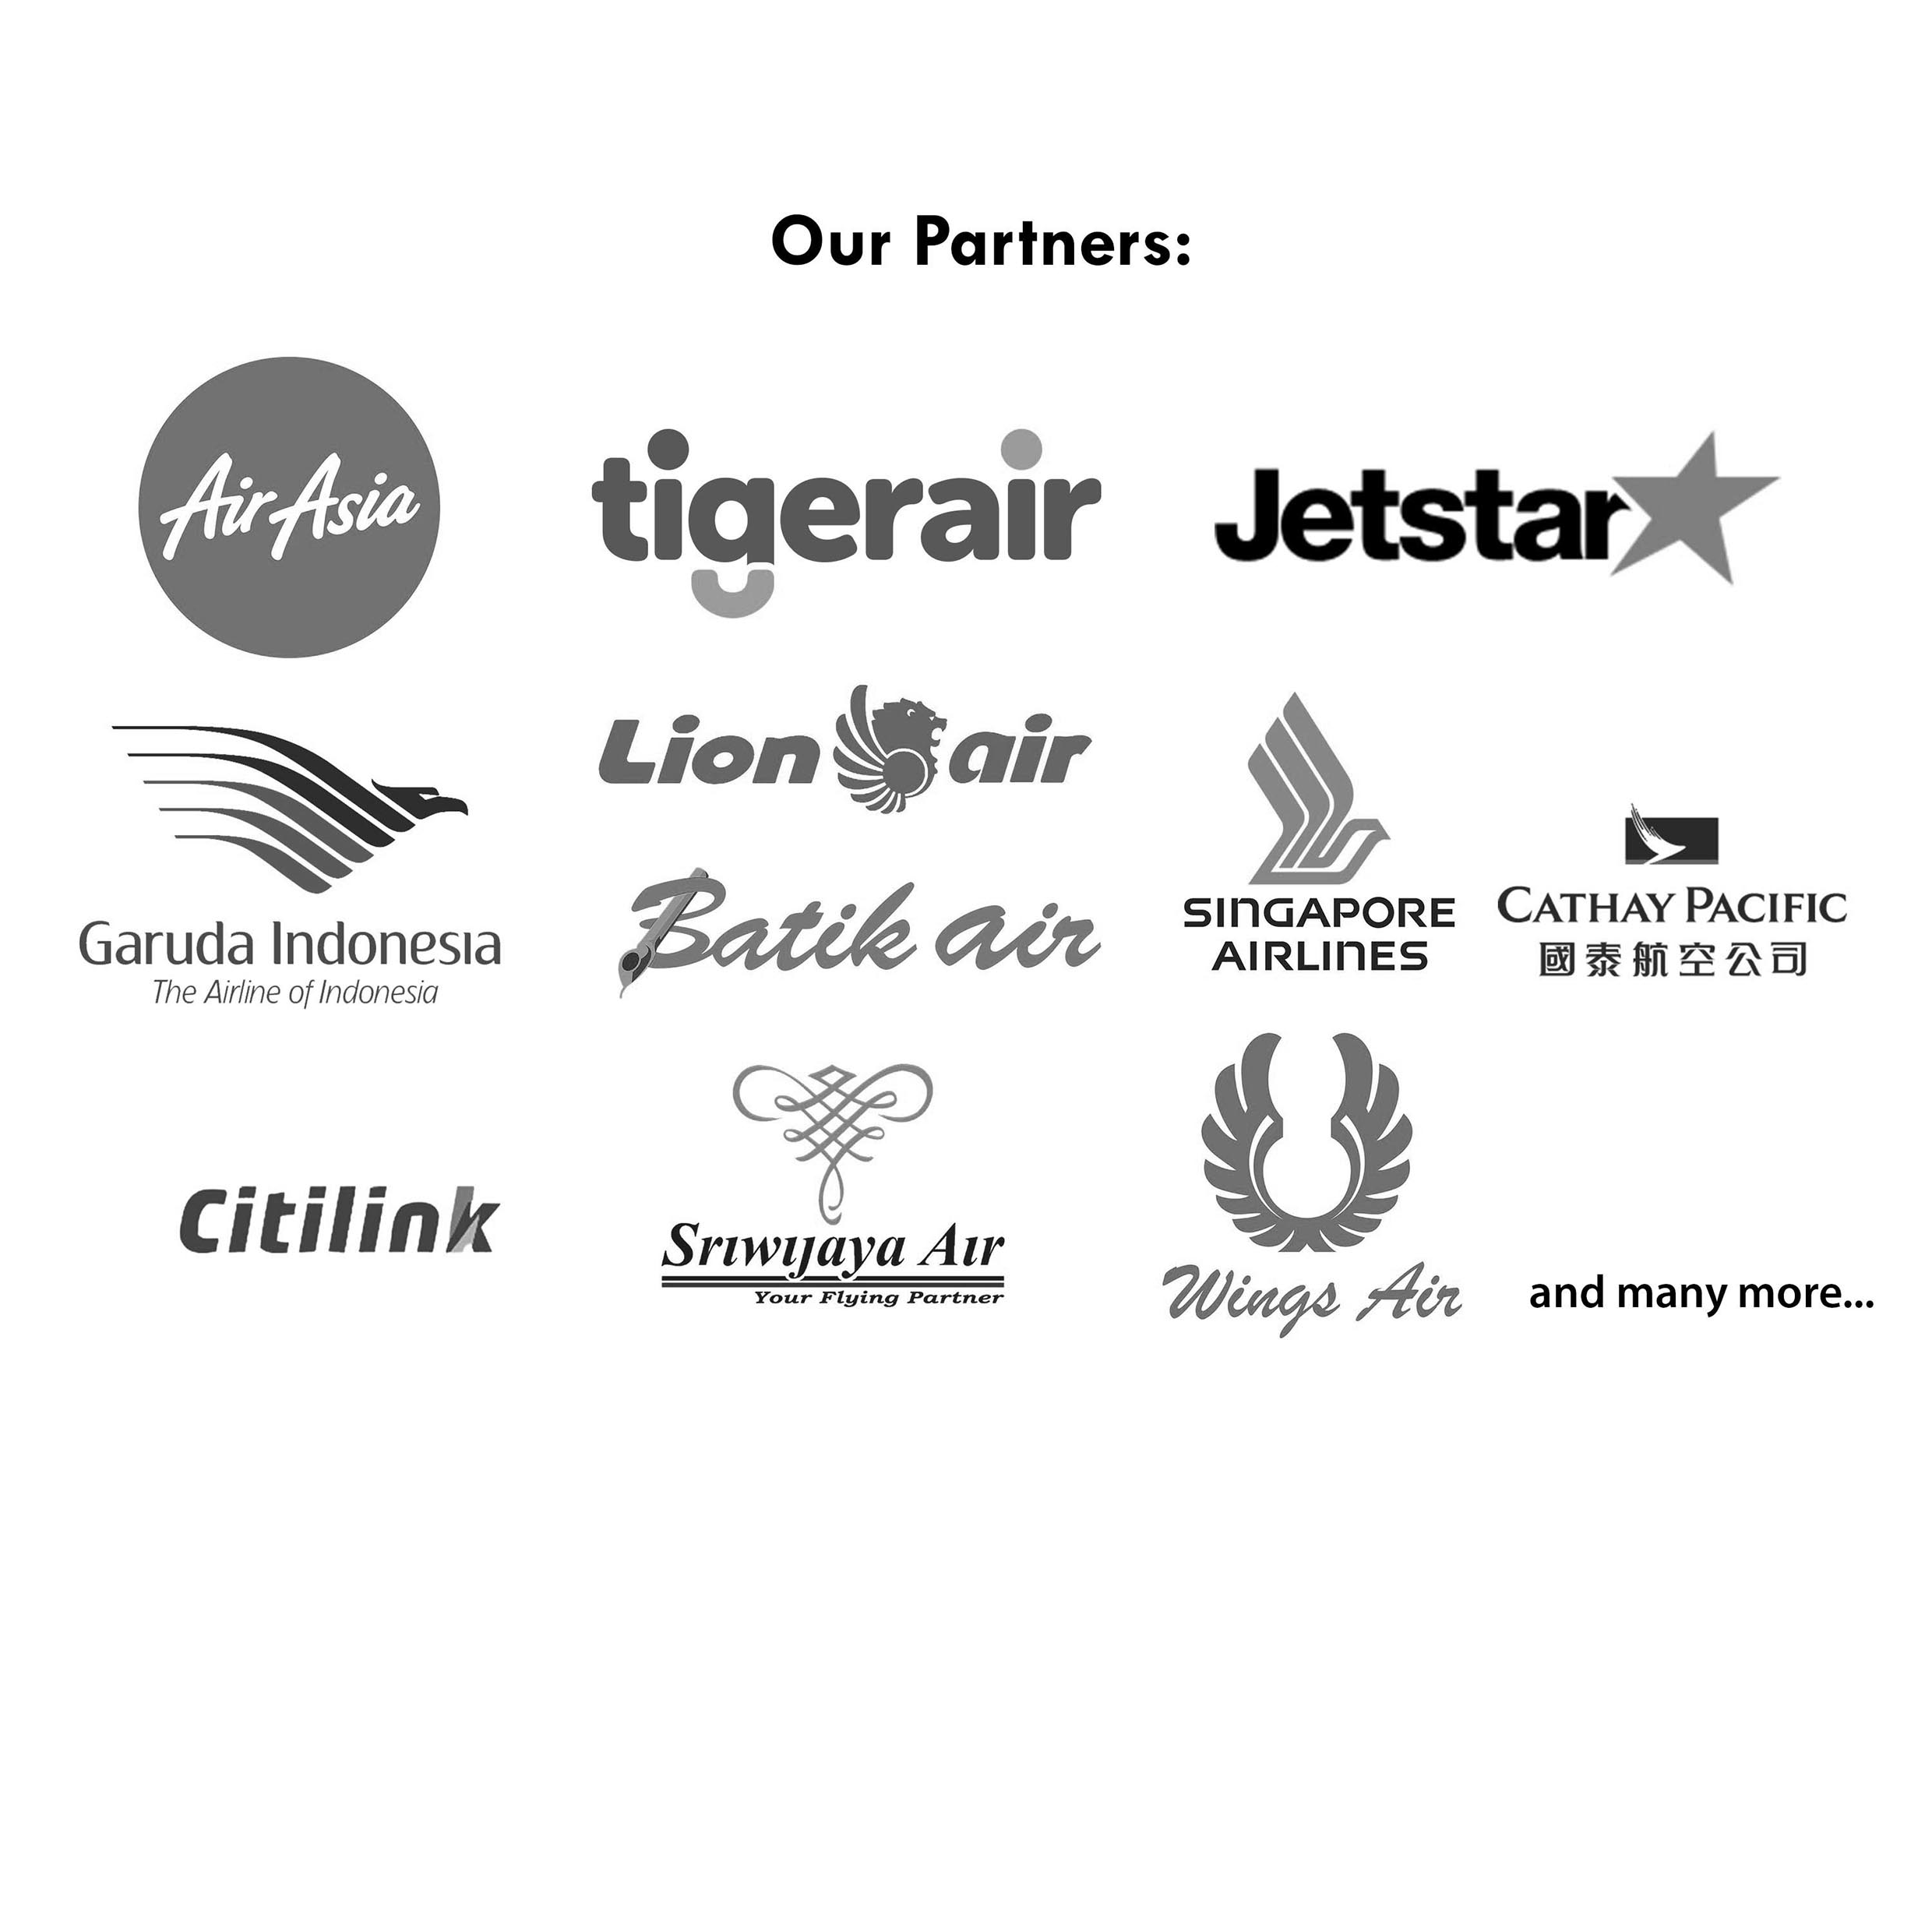 Our Partners:
AirAsia
tigerair
Jetstar
Garuda Indonesia
The Airline of Indonesia
Lion air
Batik air
SINGAPORE
AIRLINES
CATHAY PACIFIC
國泰航空公司
Citilink
Sriwijaya Air
Your Flying Partner
Wings Air
and many more...